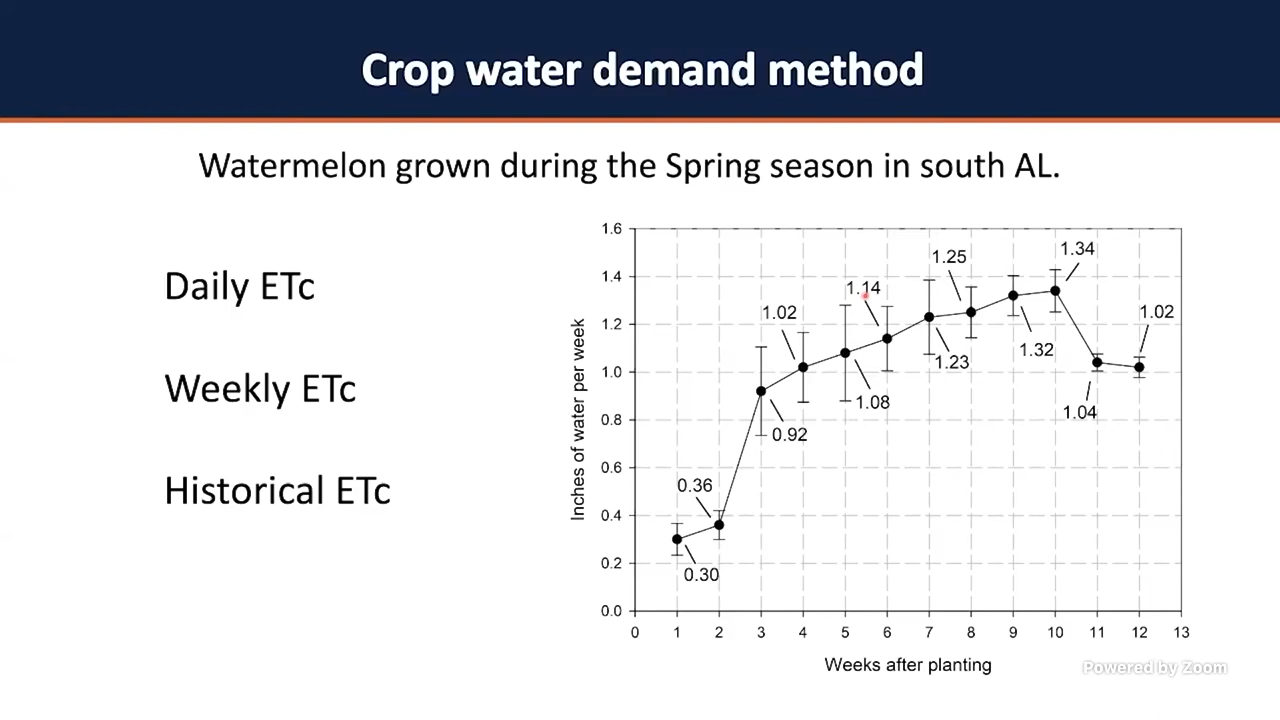 Crop water demand method
Watermelon grown during the Spring season in south AL.
Daily ETc
Weekly ETc
Historical ETc
Inches of water per week
1.6
1.4
1.2
1.0
0.8
0.6
0.4
0.2
0.0
0.30
0.36
0.92
1.02
1.08
1.14
1.23
1.25
1.32
1.34
1.04
1.02
0 1 2 3 4 5 6 7 8 9 10 11 12 13
Weeks after planting
Powered by Zoom